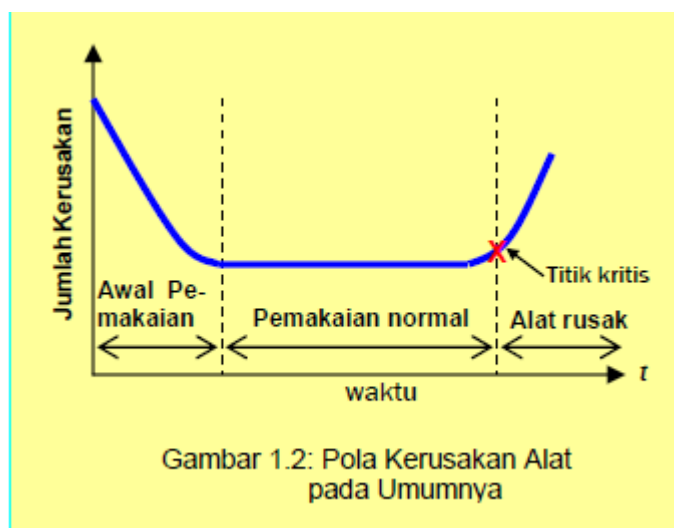 Jumlah Kerusakan
Awal Pe-
makaian
Pemakaian normal
Titik kritis
Alat rusak
waktu
t
Gambar 1.2: Pola Kerusakan Alat
pada Umumnya